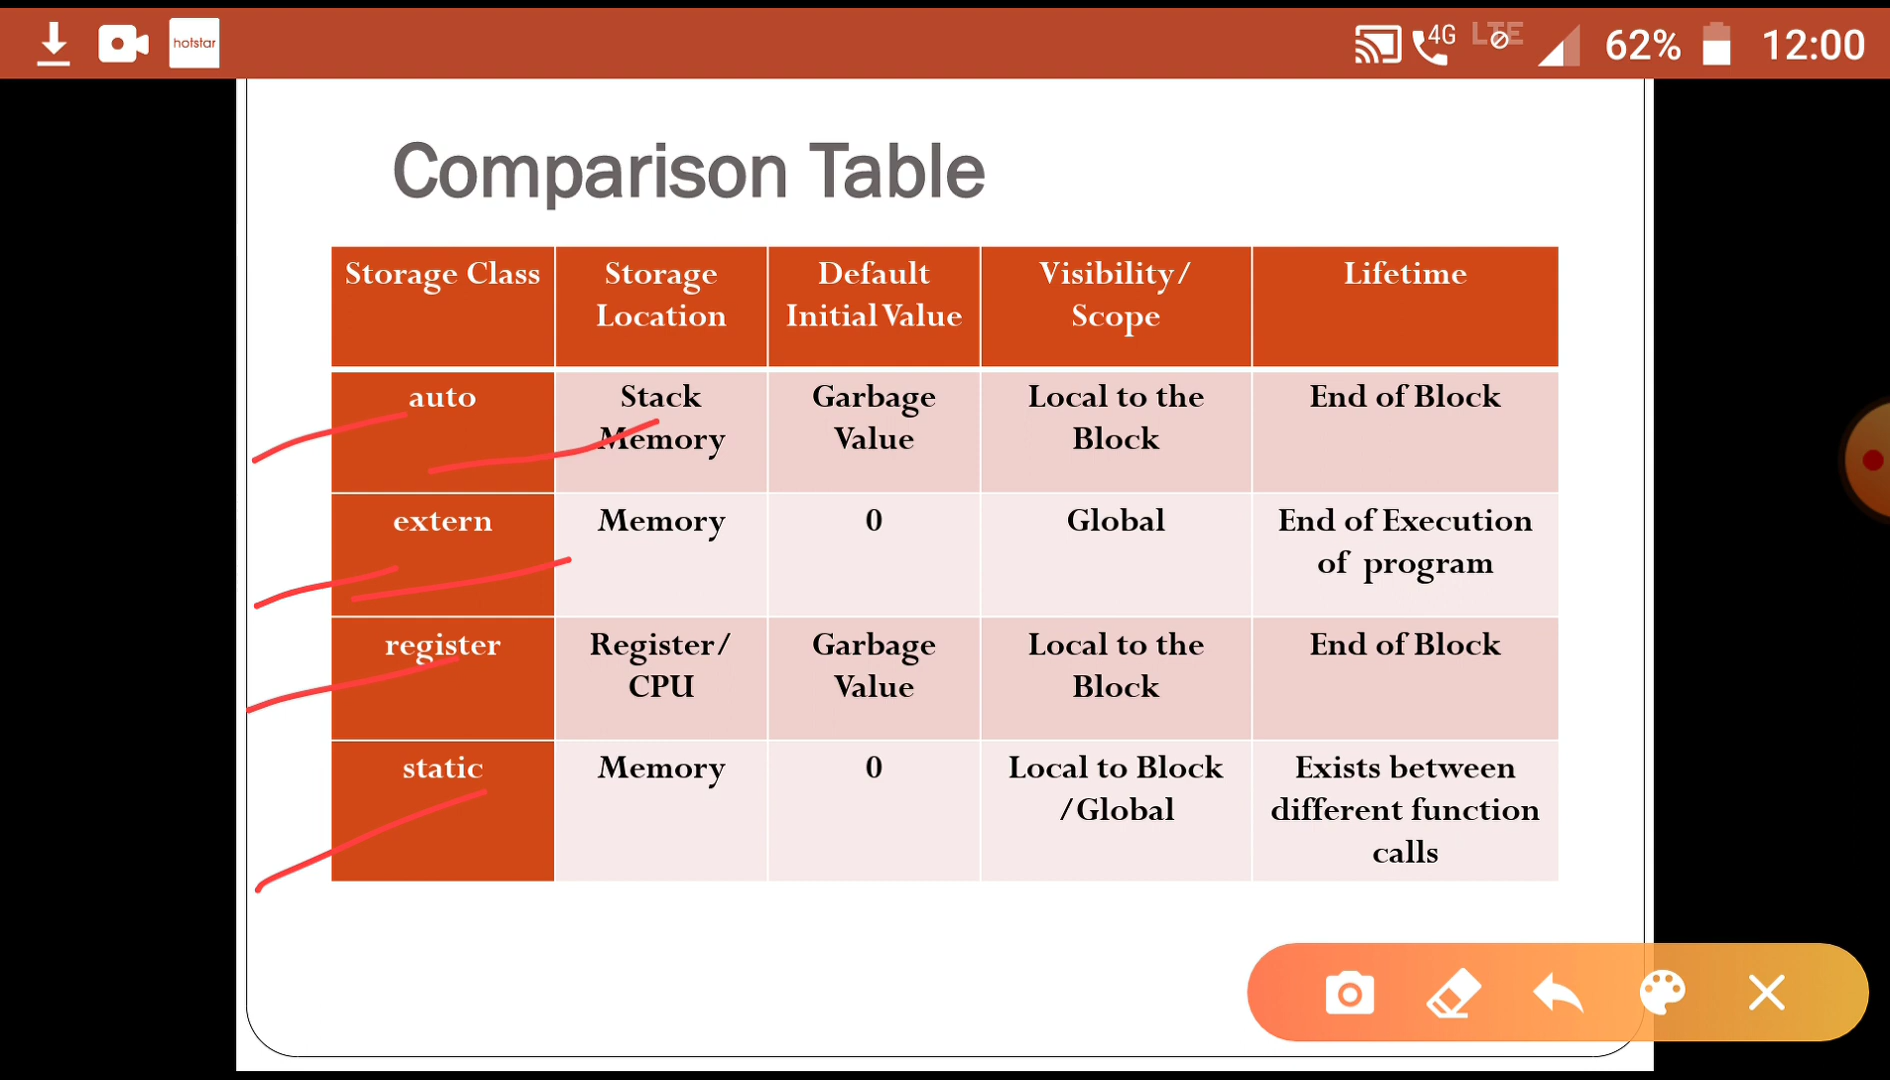 hotstar
4G
LTE
62%
12:00
Comparison Table
Storage Class
Storage
Location
Default
Initial Value
Visibility/
Scope
Lifetime
auto
Stack
Memory
Garbage
Value
Local to the
Block
End of Block
extern
Memory
0
Global
End of Execution
of program
register
Register/
CPU
Garbage
Value
Local to the
Block
End of Block
static
Memory
0
Local to Block
/Global
Exists between
different function
calls